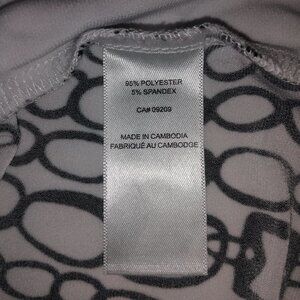 95% POLYESTER
5% SPANDEX
CA# 09209
MADE IN CAMBODIA
FABRIQUÉ AU CAMBODGE